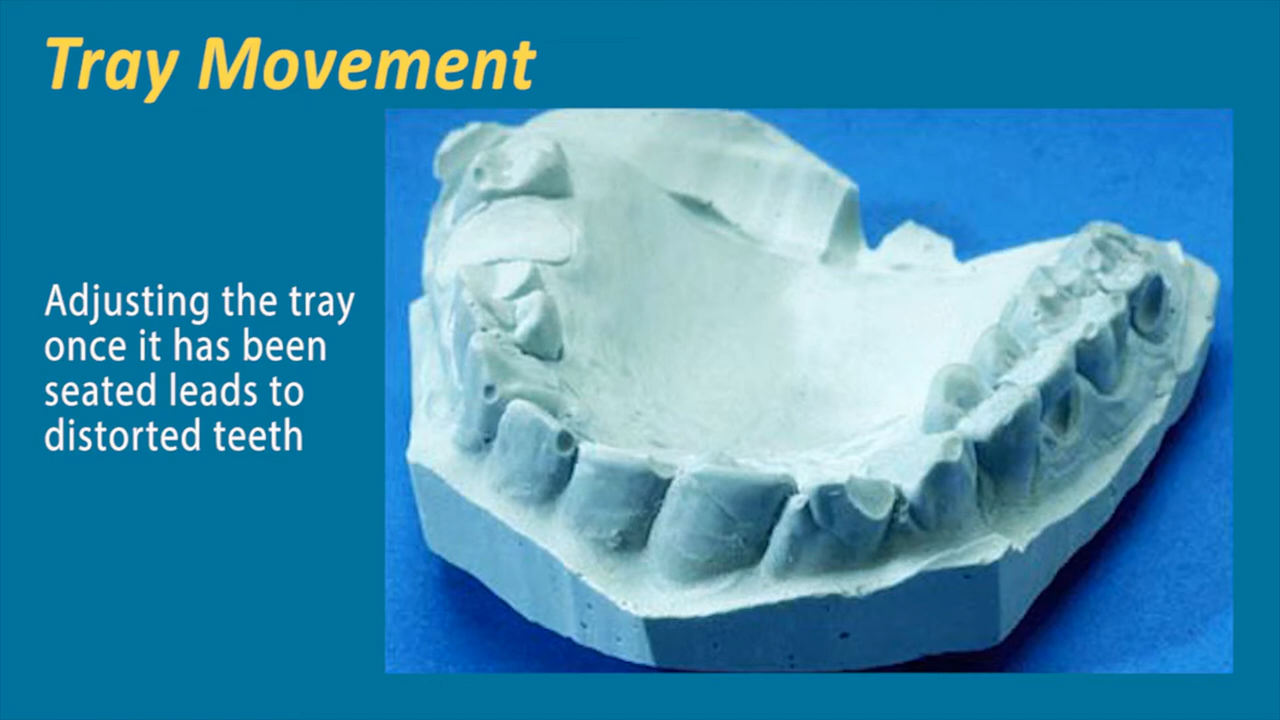 Tray Movement
Adjusting the tray
once it has been
seated leads to
distorted teeth